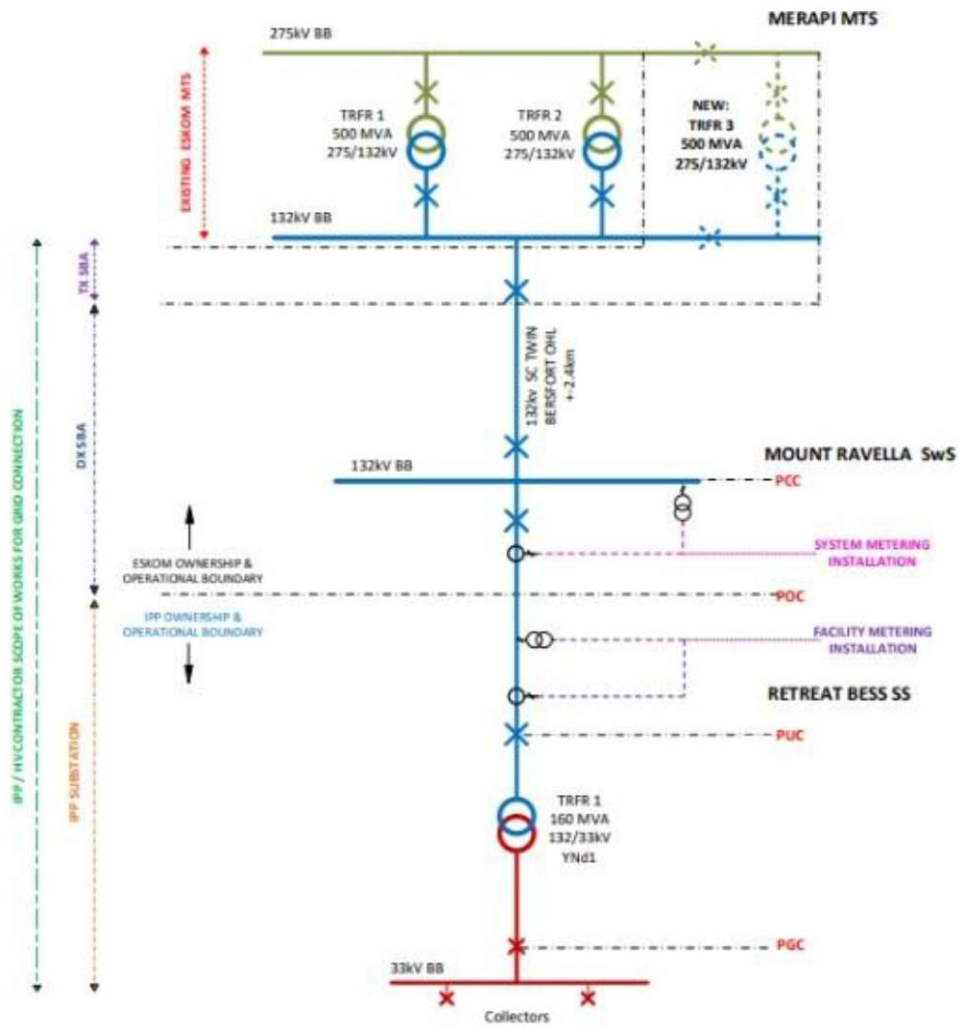 MERAPI MTS
275kV BB
TRFR 1
500 MVA
275/132kV
TRFR 2
500 MVA
275/132kV
NEW:
TRFR 3
500 MVA
275/132kV
EXISTING ESKOM MTS
132kV BB
TX SBA
132kv SC TWIN
BERSFORT OHL
+-2.4km
DX SBA
IPP / HV CONTRACTOR SCOPE OF WORKS FOR GRID CONNECTION
132kV BB
MOUNT RAVELLA SwS
PCC
SYSTEM METERING
INSTALLATION
ESKOM OWNERSHIP &
OPERATIONAL BOUNDARY
POC
IPP OWNERSHIP &
OPERATIONAL BOUNDARY
FACILITY METERING
INSTALLATION
RETREAT BESS SS
PUC
IPP SUBSTATION
TRFR 1
160 MVA
132/33kV
YNd1
PGC
33kV BB
Collectors